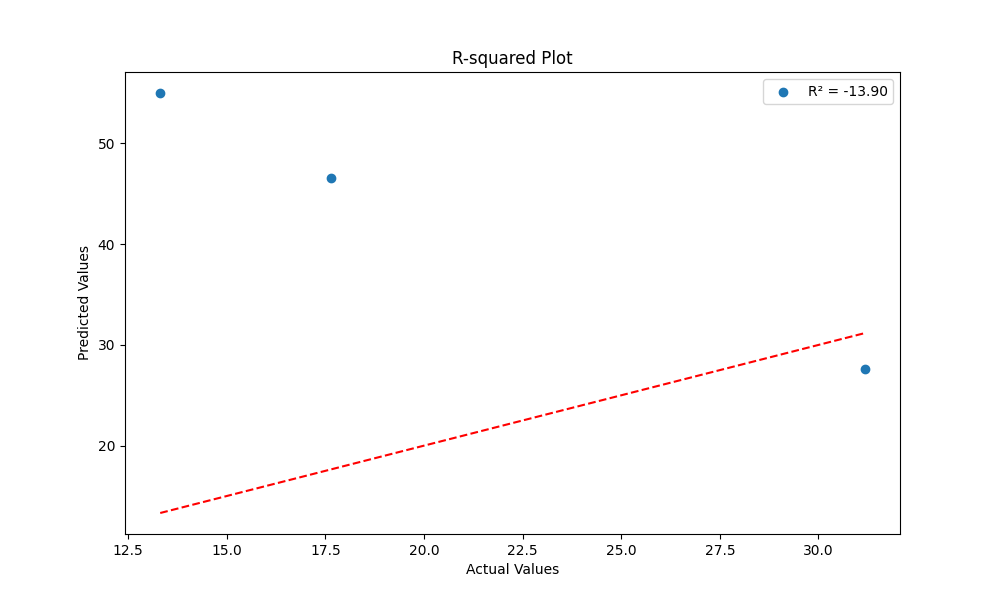 R-squared Plot
R² = -13.90
50
40
30
20
Predicted Values
12.5 15.0 17.5 20.0 22.5 25.0 27.5 30.0
Actual Values